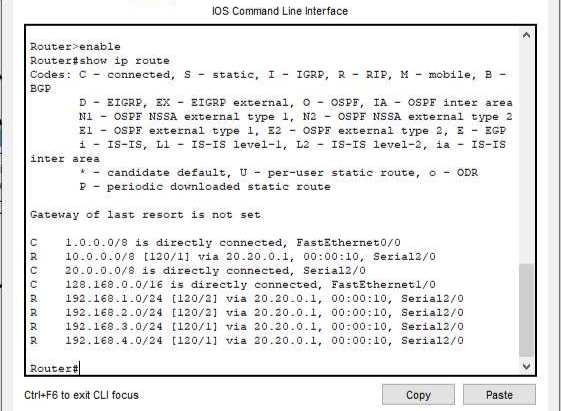 IOS Command Line Interface
Router>enable
Router#show ip route
Codes: C - connected, S - static, I - IGRP, R - RIP, M - mobile, B -
BGP
D - EIGRP, EX - EIGRP external, O - OSPF, IA - OSPF inter area
N1 - OSPF NSSA external type 1, N2 - OSPF NSSA external type 2
E1 - OSPF external type 1, E2 - OSPF external type 2, E - EGP
i - IS-IS, L1 - IS-IS level-1, L2 - IS-IS level-2, ia - IS-IS
inter area
* - candidate default, U - per-user static route, o - ODR
P - periodic downloaded static route
Gateway of last resort is not set
C 1.0.0.0/8 is directly connected, FastEthernet0/0
R 10.0.0.0/8 [120/1] via 20.20.0.1, 00:00:10, Serial2/0
C 20.0.0.0/8 is directly connected, Serial2/0
C 128.168.0.0/16 is directly connected, FastEthernet1/0
R 192.168.1.0/24 [120/2] via 20.20.0.1, 00:00:10, Serial2/0
R 192.168.2.0/24 [120/2] via 20.20.0.1, 00:00:10, Serial2/0
R 192.168.3.0/24 [120/1] via 20.20.0.1, 00:00:10, Serial2/0
R 192.168.4.0/24 [120/1] via 20.20.0.1, 00:00:10, Serial2/0
Router#
Ctrl+F6 to exit CLI focus
Copy
Paste